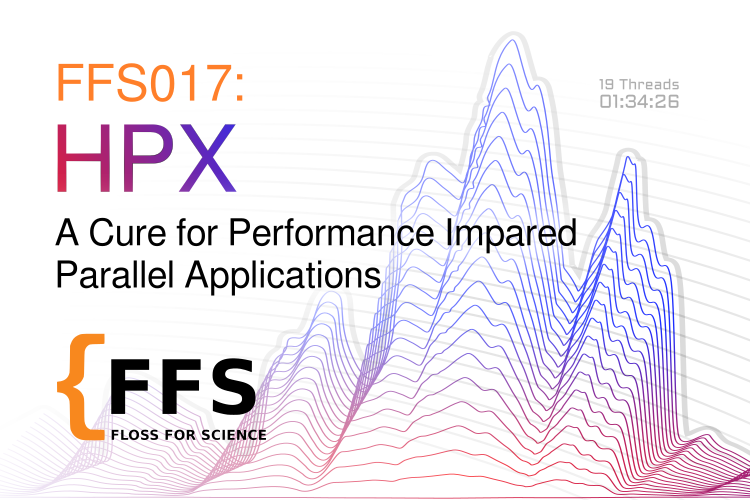 FFS017:
19 Threads
01:34:26
HPX
A Cure for Performance Impared
Parallel Applications
{FFS
FLOSS FOR SCIENCE